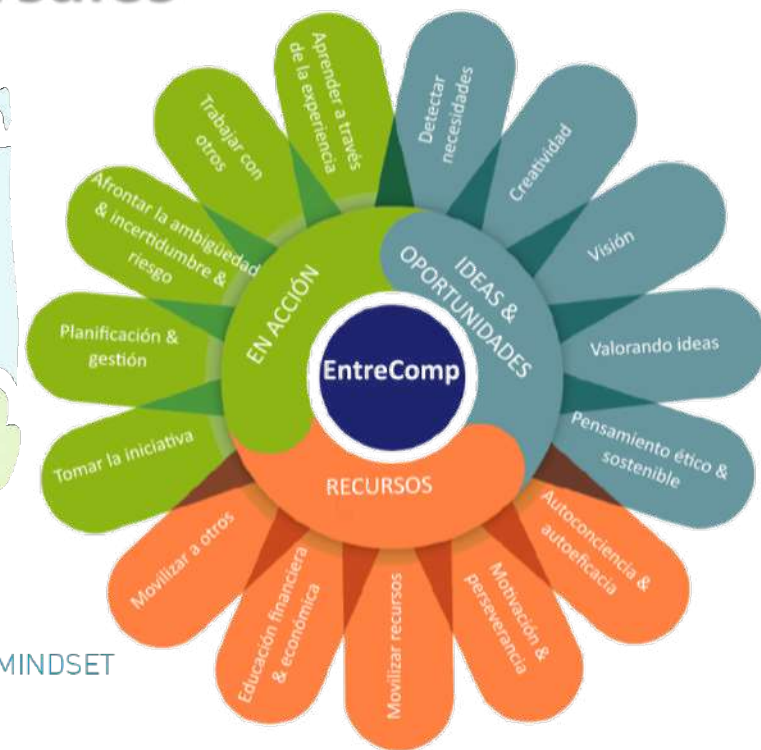 Aprender a través
de la experiencia
Detectar
necesidades
Creatividad
Visión
Valorando ideas
Pensamiento ético &
sostenible
Autoconciencia &
autoeficacia
Motivación &
perseverancia
Movilizar recursos
Educación financiera
& económica
Movilizar a otros
Tomar la iniciativa
Planificación &
gestión
Afrontar la ambigüedad
& incertidumbre &
riesgo
Trabajar con
otros
EN ACCIÓN
IDEAS &
OPORTUNIDADES
EntreComp
RECURSOS
MINDSET